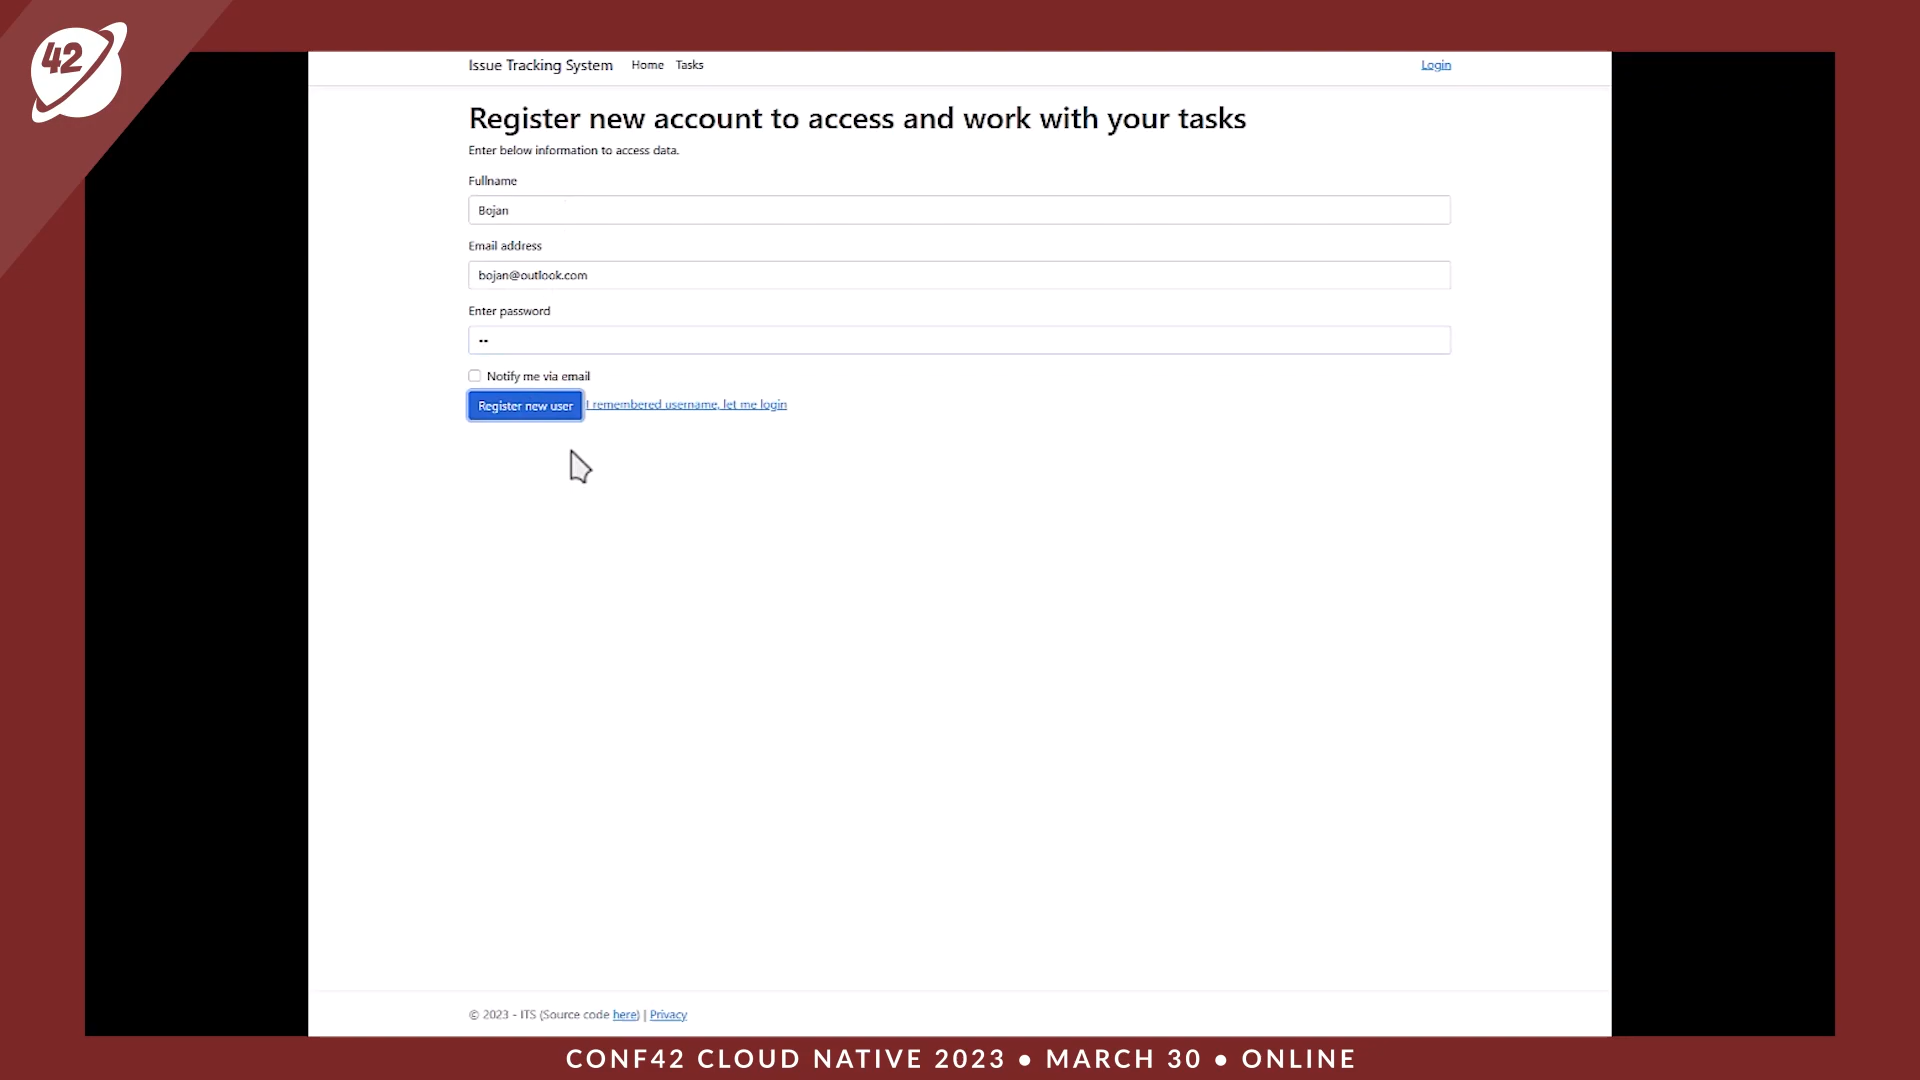 42
Issue Tracking System Home Tasks Login
Register new account to access and work with your tasks
Enter below information to access data.
Fullname
Bojan
Email address
bojan@outlook.com
Enter password
••
Notify me via email
Register new user I remembered username, let me login
© 2023 - ITS (Source code here) | Privacy
CONF42 CLOUD NATIVE 2023 • MARCH 30 • ONLINE